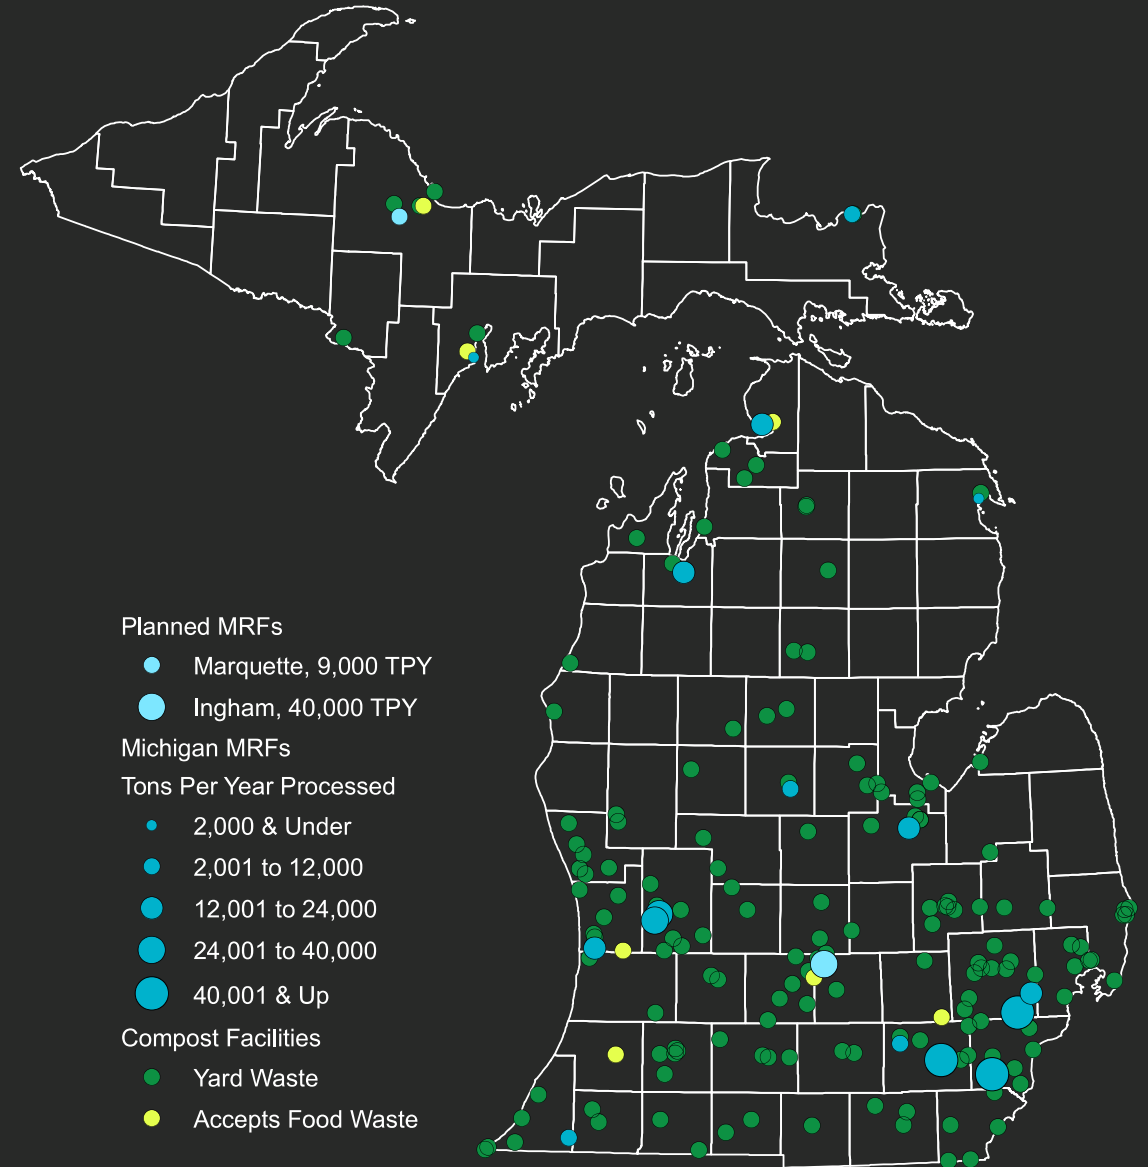 Planned MRFs
Marquette, 9,000 TPY
Ingham, 40,000 TPY
Michigan MRFs
Tons Per Year Processed
2,000 & Under
2,001 to 12,000
12,001 to 24,000
24,001 to 40,000
40,001 & Up
Compost Facilities
Yard Waste
Accepts Food Waste